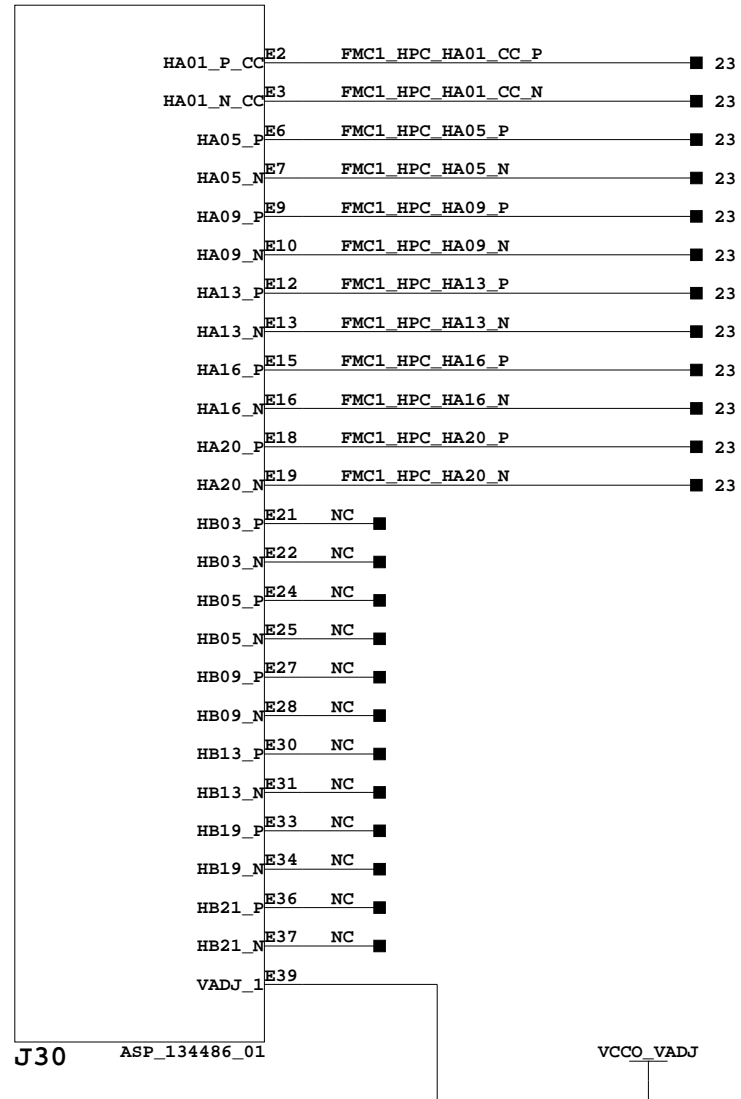 HA01_P_CC E2 FMC1_HPC_HA01_CC_P 23
HA01_N_CC E3 FMC1_HPC_HA01_CC_N 23
HA05_P E6 FMC1_HPC_HA05_P 23
HA05_N E7 FMC1_HPC_HA05_N 23
HA09_P E9 FMC1_HPC_HA09_P 23
HA09_N E10 FMC1_HPC_HA09_N 23
HA13_P E12 FMC1_HPC_HA13_P 23
HA13_N E13 FMC1_HPC_HA13_N 23
HA16_P E15 FMC1_HPC_HA16_P 23
HA16_N E16 FMC1_HPC_HA16_N 23
HA20_P E18 FMC1_HPC_HA20_P 23
HA20_N E19 FMC1_HPC_HA20_N 23
HB03_P E21 NC
HB03_N E22 NC
HB05_P E24 NC
HB05_N E25 NC
HB09_P E27 NC
HB09_N E28 NC
HB13_P E30 NC
HB13_N E31 NC
HB19_P E33 NC
HB19_N E34 NC
HB21_P E36 NC
HB21_N E37 NC
VADJ_1 E39
J30 ASP_134486_01 VCCO_VADJ